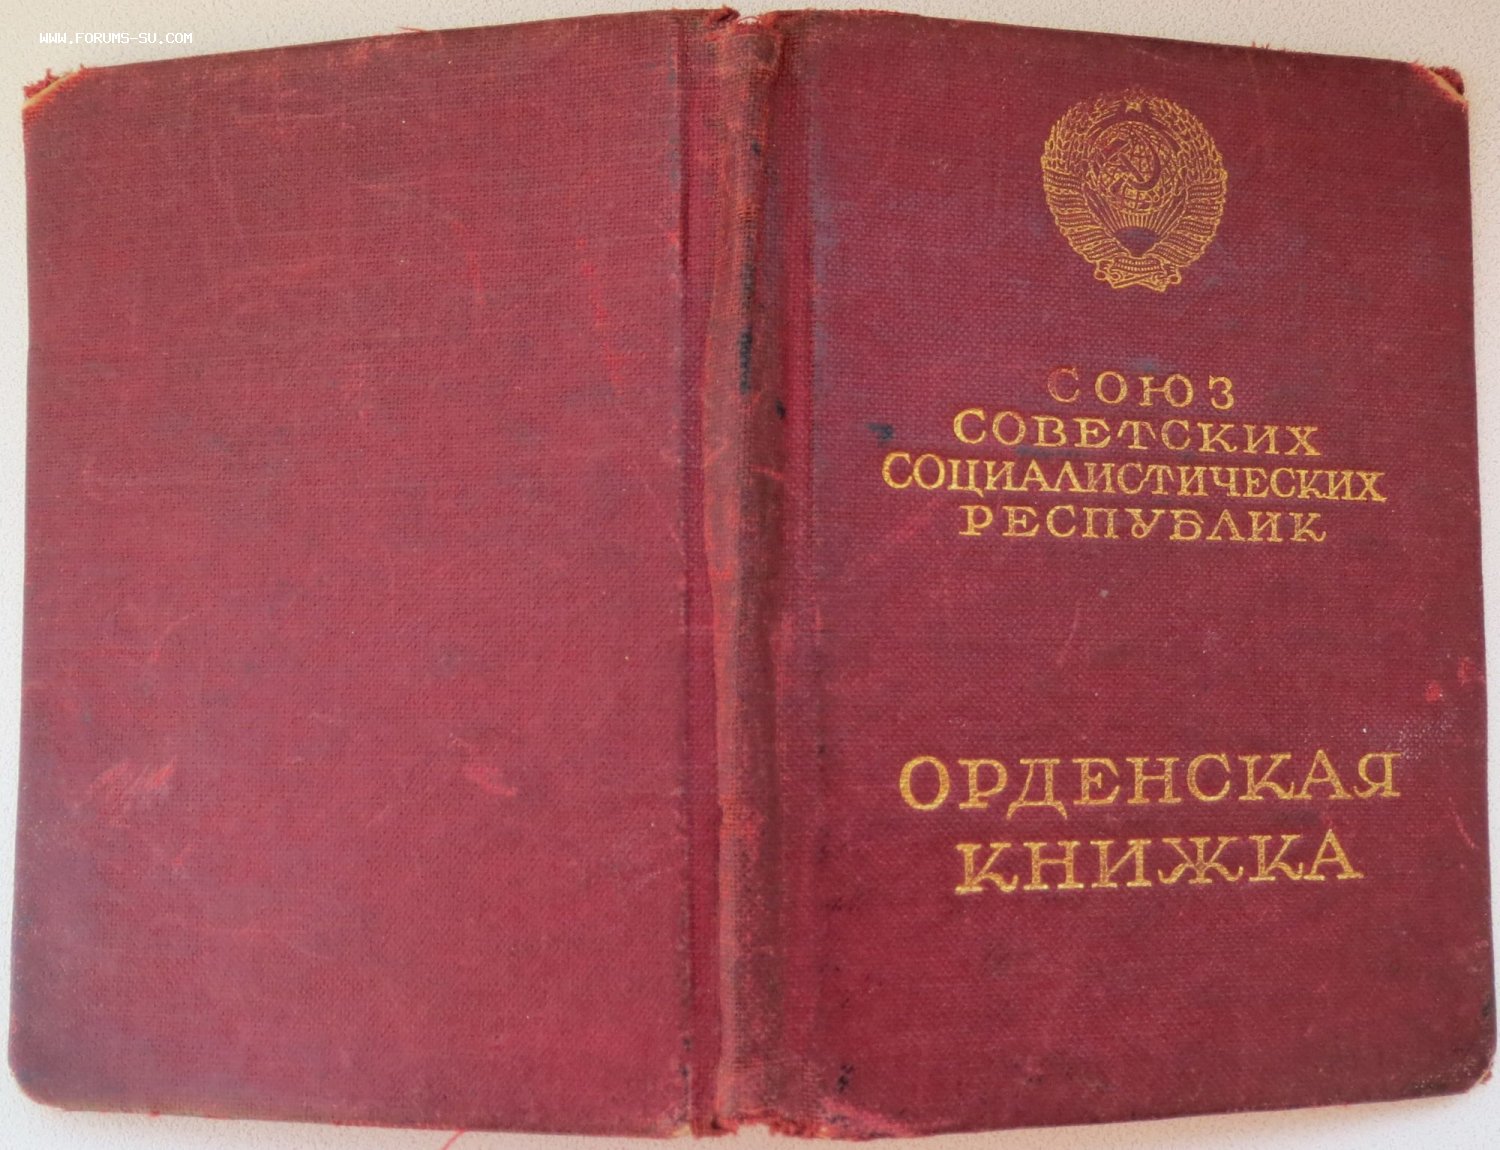 WWW.FORUMS-SU.COM
СОЮЗ
СОВЕТСКИХ
СОЦИАЛИСТИЧЕСКИХ
РЕСПУБЛИК
ОРДЕНСКАЯ
КНИЖКА